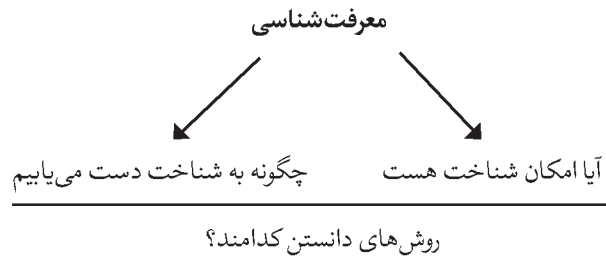 معرفت‌شناسی
آیا امکان شناخت هست
چگونه به شناخت دست می‌یابیم
روش‌های دانستن کدامند؟